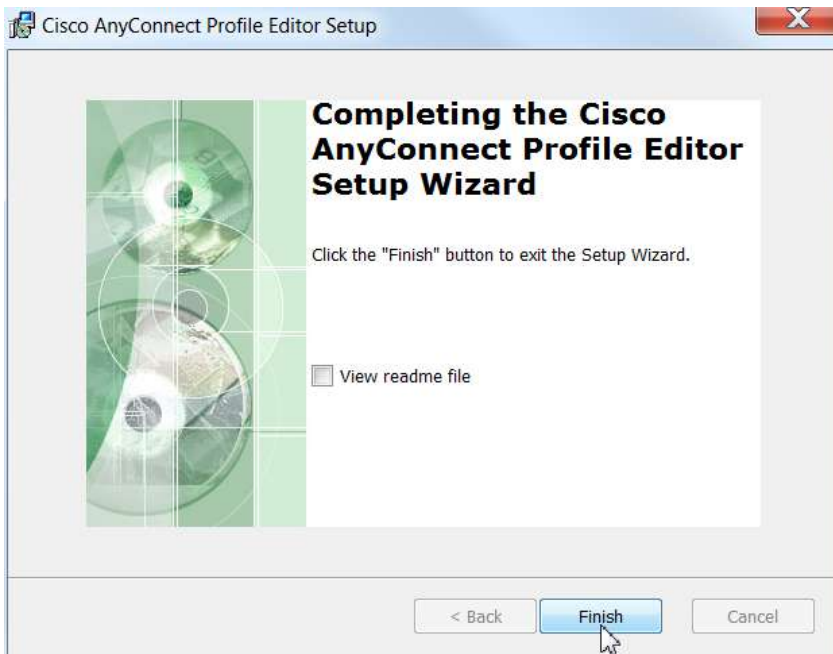 Cisco AnyConnect Profile Editor Setup
Completing the Cisco
AnyConnect Profile Editor
Setup Wizard
Click the "Finish" button to exit the Setup Wizard.
View readme file
< Back
Finish
Cancel